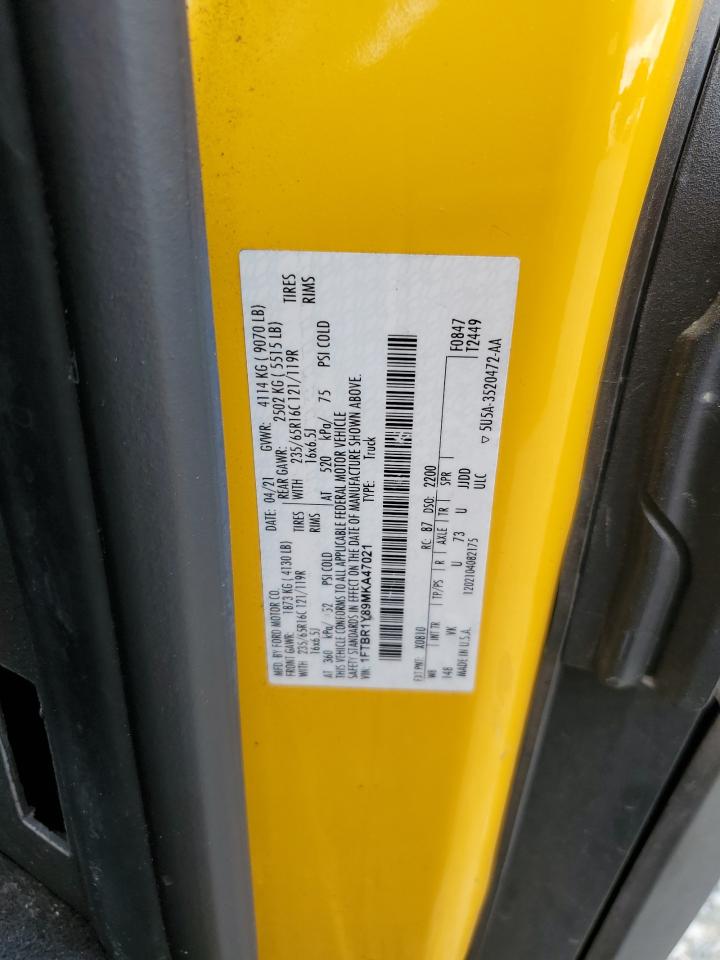 MFD. BY FORD MOTOR CO.
DATE: 04/21 GVWR: 4114 KG ( 9070 LB)
FRONT GAWR: 1873 KG ( 4130 LB) REAR GAWR: 2502 KG ( 5515 LB)
WITH 235/65R16C 121/119R TIRES WITH 235/65R16C 121/119R TIRES
16x6.5J RIMS 16x6.5J RIMS
AT 360 kPa/ 52 PSI COLD AT 520 kPa/ 75 PSI COLD
THIS VEHICLE CONFORMS TO ALL APPLICABLE FEDERAL MOTOR VEHICLE
SAFETY STANDARDS IN EFFECT ON THE DATE OF MANUFACTURE SHOWN ABOVE.
VIN: 1FTBR1Y89MKA47021 TYPE: Truck
EXT PNT: X0810 RC: 87 DSO: 2200 F0847
WB INT TR TP/PS R AXLE TR SPR T2449
148 VK U 73 U JJDD
MADE IN U.S.A. 1202104082175 ULC ▽ 5U5A-3520472-AA